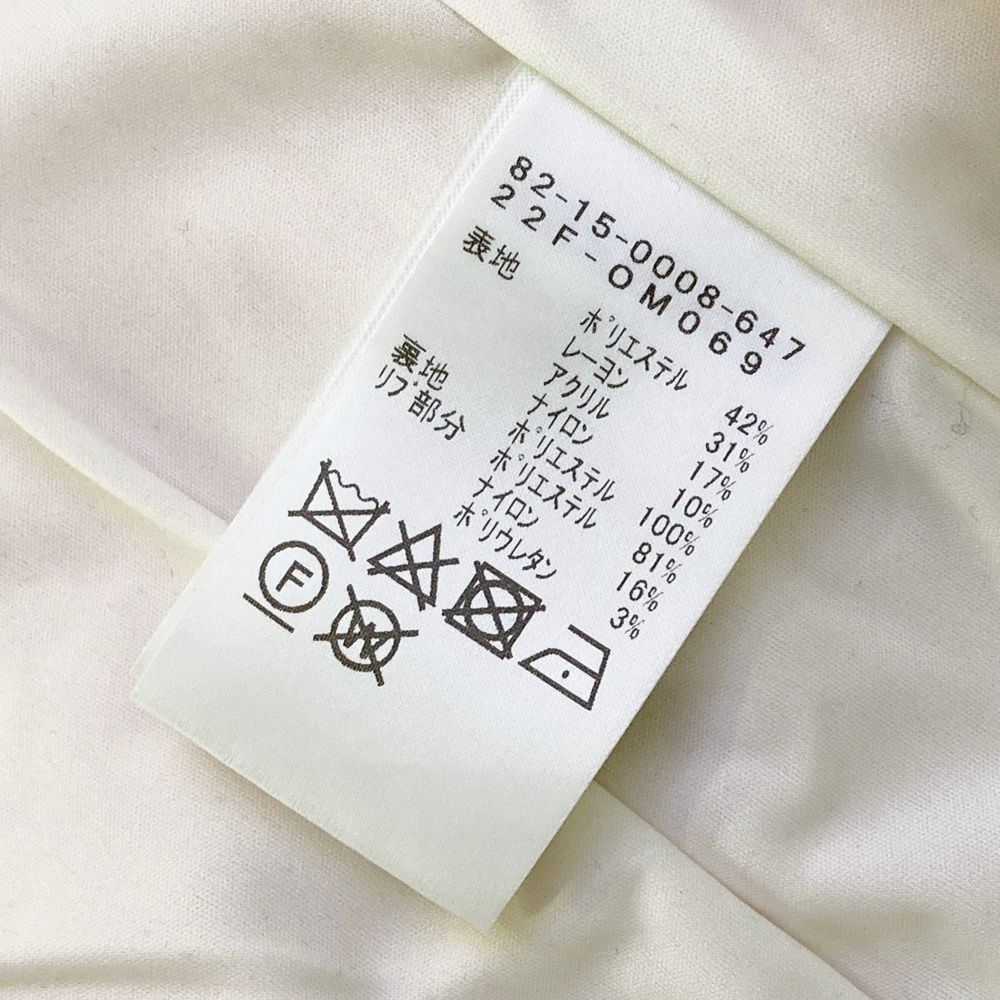 82-15-0008-647
22F-OM069
表地 ポリエステル 42%
レーヨン 31%
アクリル 17%
ナイロン 10%
裏地 ポリエステル 100%
リブ部分 ポリエステル 81%
ナイロン 16%
ポリウレタン 3%
F W